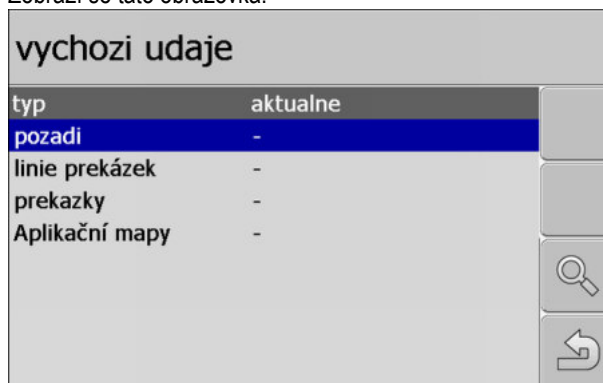 Zobrazí se tato obrazovka:
vychozi udaje
typ aktualne
pozadi -
linie prekázek -
prekazky -
Aplikační mapy -